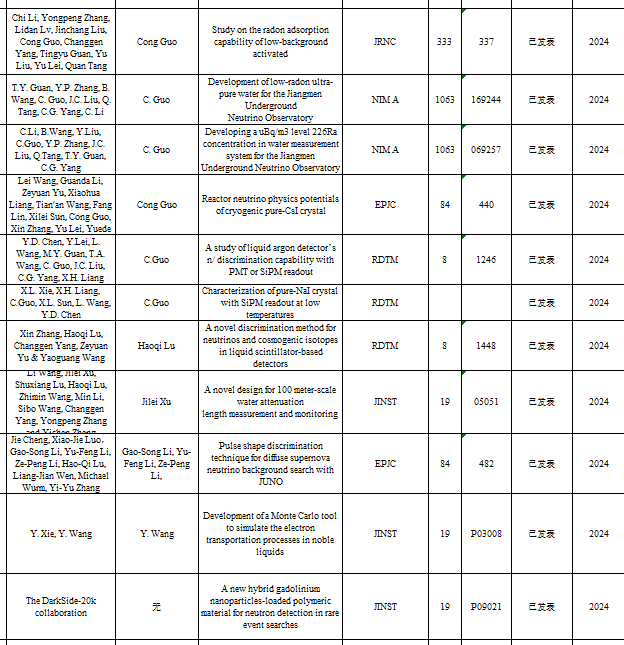 Chi Li, Yongpeng Zhang,
Lidan Lv, Jinchang Liu,
Cong Guo, Changgen
Yang, Tingyu Guan, Yu
Liu, Yu Lei, Quan Tang
Cong Guo
Study on the radon adsorption
capability of low-background
activated
JRNC
333
337
已发表
2024
T.Y. Guan, Y.P. Zhang, B.
Wang, C. Guo, J.C. Liu, Q.
Tang, C.G. Yang, C. Li
C. Guo
Development of low-radon ultra-
pure water for the Jiangmen
Underground
Neutrino Observatory
NIM A
1063
169244
已发表
2024
C.Li, B.Wang, Y.Liu,
C.Guo, Y.P. Zhang, J.C.
Liu, Q.Tang, T.Y. Guan,
C.G. Yang
C. Guo
Developing a uBq/m3 level 226Ra
concentration in water measurement
system for the Jiangmen
Underground Neutrino Observatory
NIM A
1063
069257
已发表
2024
Lei Wang, Guanda Li,
Zeyuan Yu, Xiaohua
Liang, Tian'an Wang, Fang
Lin, Xilei Sun, Cong Guo,
Xin Zhang, Yu Lei, Yuede
Cong Guo
Reactor neutrino physics potentials
of cryogenic pure-CsI crystal
EPJC
84
440
已发表
2024
Y.D. Chen, Y.Lei, L.
Wang, M.Y. Guan, T.A.
Wang, C. Guo, J.C. Liu,
C.G. Yang, X.H. Liang
C.Guo
A study of liquid argon detector's
n/ discrimination capability with
PMT or SiPM readout
RDTM
8
1246
已发表
2024
X.L. Xie, X.H. Liang,
C.Guo, X.L. Sun, L. Wang,
Y.D. Chen
C.Guo
Characterization of pure-NaI crystal
with SiPM readout at low
temperatures
RDTM
已发表
2024
Xin Zhang, Haoqi Lu,
Changgen Yang, Zeyuan
Yu & Yaoguang Wang
Haoqi Lu
A novel discrimination method for
neutrinos and cosmogenic isotopes
in liquid scintillator-based
detectors
RDTM
8
1448
已发表
2024
Li Wang, Jilei Xu,
Shuxiang Lu, Haoqi Lu,
Zhimin Wang, Min Li,
Sibo Wang, Changgen
Yang, Yongpeng Zhang
Jilei Xu
A novel design for 100 meter-scale
water attenuation
length measurement and monitoring
JINST
19
05051
已发表
2024
Jie Cheng, Xiao-Jie Luo,
Gao-Song Li, Yu-Feng Li,
Ze-Peng Li, Hao-Qi Lu,
Liang-Jian Wen, Michael
Wurm, Yi-Yu Zhang
Gao-Song Li, Yu-
Feng Li, Ze-Peng
Li,
Pulse shape discrimination
technique for diffuse supernova
neutrino background search with
JUNO
EPJC
84
482
已发表
2024
Y. Xie, Y. Wang
Y. Wang
Development of a Monte Carlo tool
to simulate the electron
transportation processes in noble
liquids
JINST
19
P03008
已发表
2024
The DarkSide-20k
collaboration
无
A new hybrid gadolinium
nanoparticles-loaded polymeric
material for neutron detection in rare
event searches
JINST
19
P09021
已发表
2024